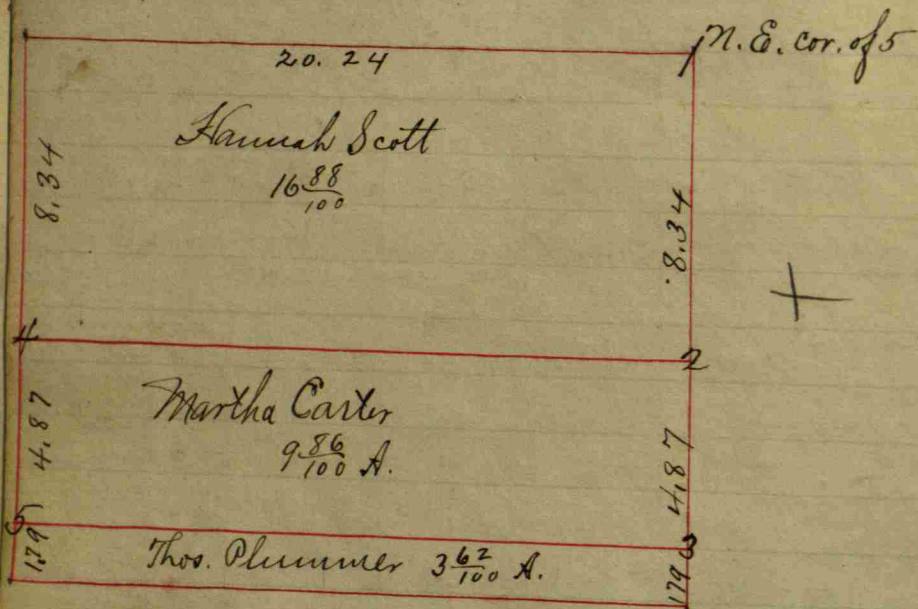 N. E. cor. of 5
20. 24
1
Hannah Scott
16 88/100
8.34
8.34
4
2
Martha Carter
9 86/100 A.
4.87
4.87
5
3
Thos. Plummer 3 62/100 A.
1.79
1.79